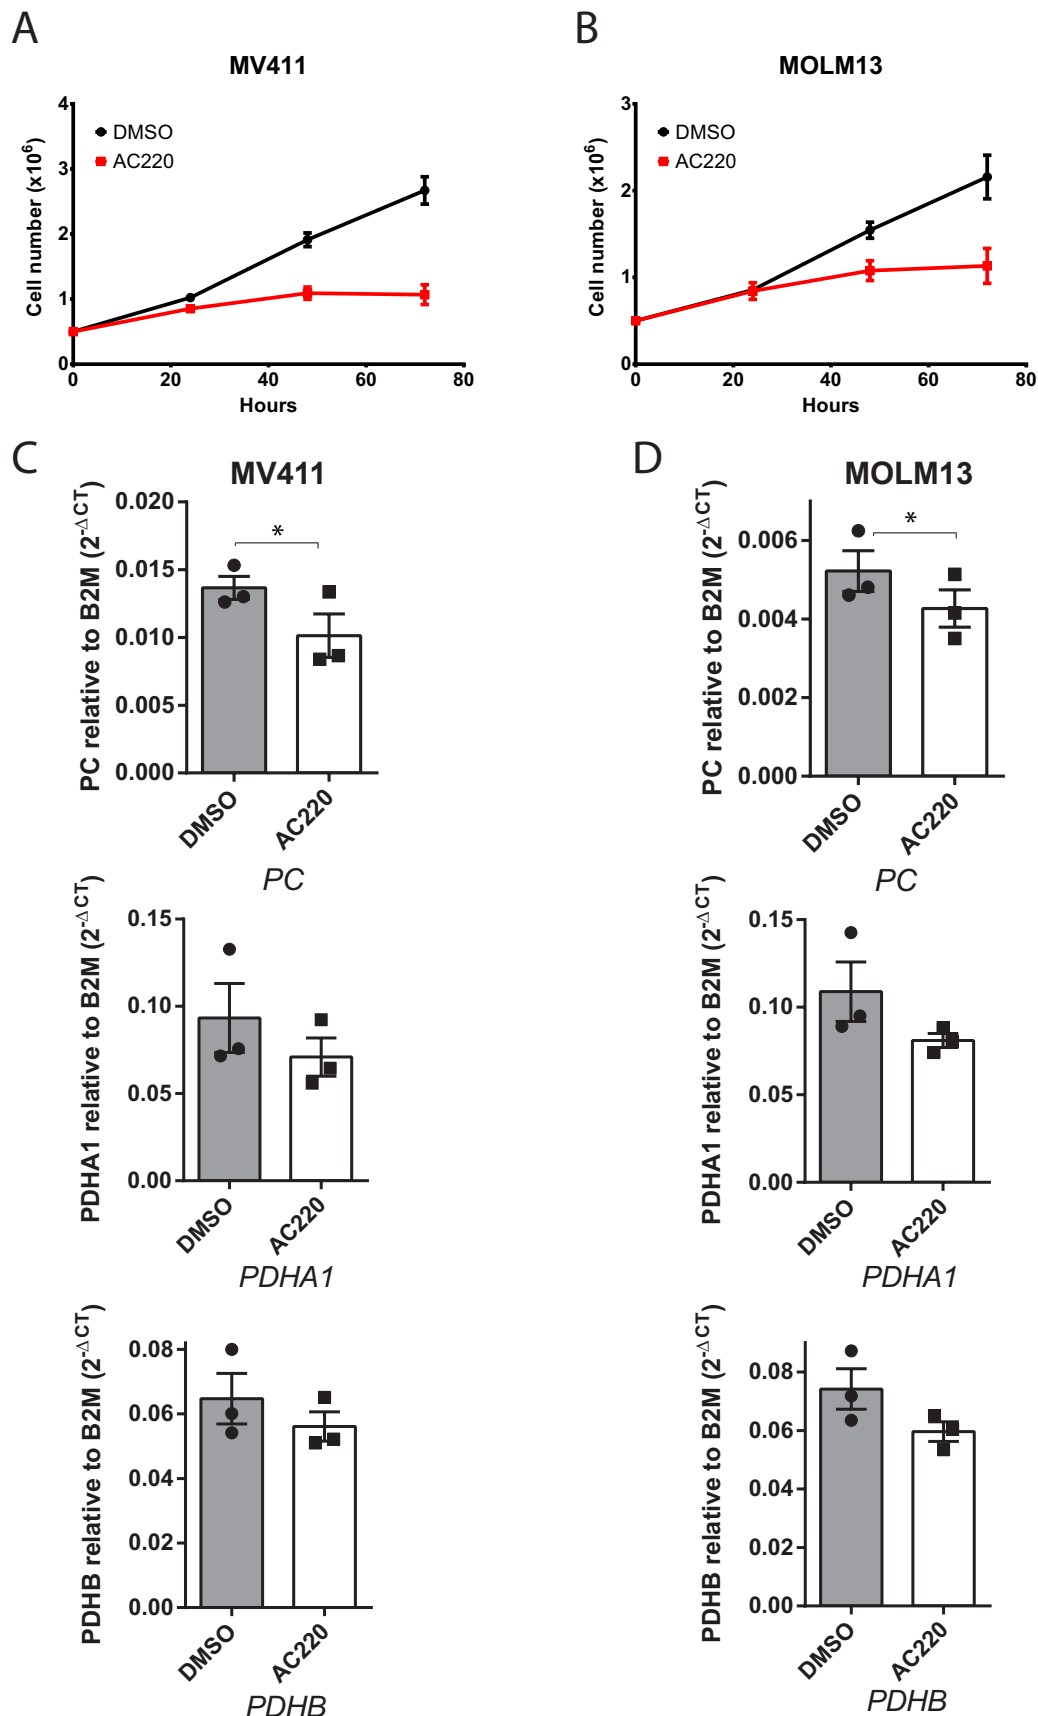 A
MV411
Cell number (x10⁶)
4
3
2
1
0
DMSO
AC220
0 20 40 60 80
Hours
B
MOLM13
Cell number (x10⁶)
3
2
1
0
DMSO
AC220
0 20 40 60 80
Hours
C
MV411
PC relative to B2M (2^-ΔCT)
0.020
0.015
0.010
0.005
0.000
*
DMSO AC220
PC
PDHA1 relative to B2M (2^-ΔCT)
0.15
0.10
0.05
0.00
DMSO AC220
PDHA1
PDHB relative to B2M (2^-ΔCT)
0.08
0.06
0.04
0.02
0.00
DMSO AC220
PDHB
D
MOLM13
PC relative to B2M (2^-ΔCT)
0.006
0.004
0.002
0.000
*
DMSO AC220
PC
PDHA1 relative to B2M (2^-ΔCT)
0.15
0.10
0.05
0.00
DMSO AC220
PDHA1
PDHB relative to B2M (2^-ΔCT)
0.08
0.06
0.04
0.02
0.00
DMSO AC220
PDHB